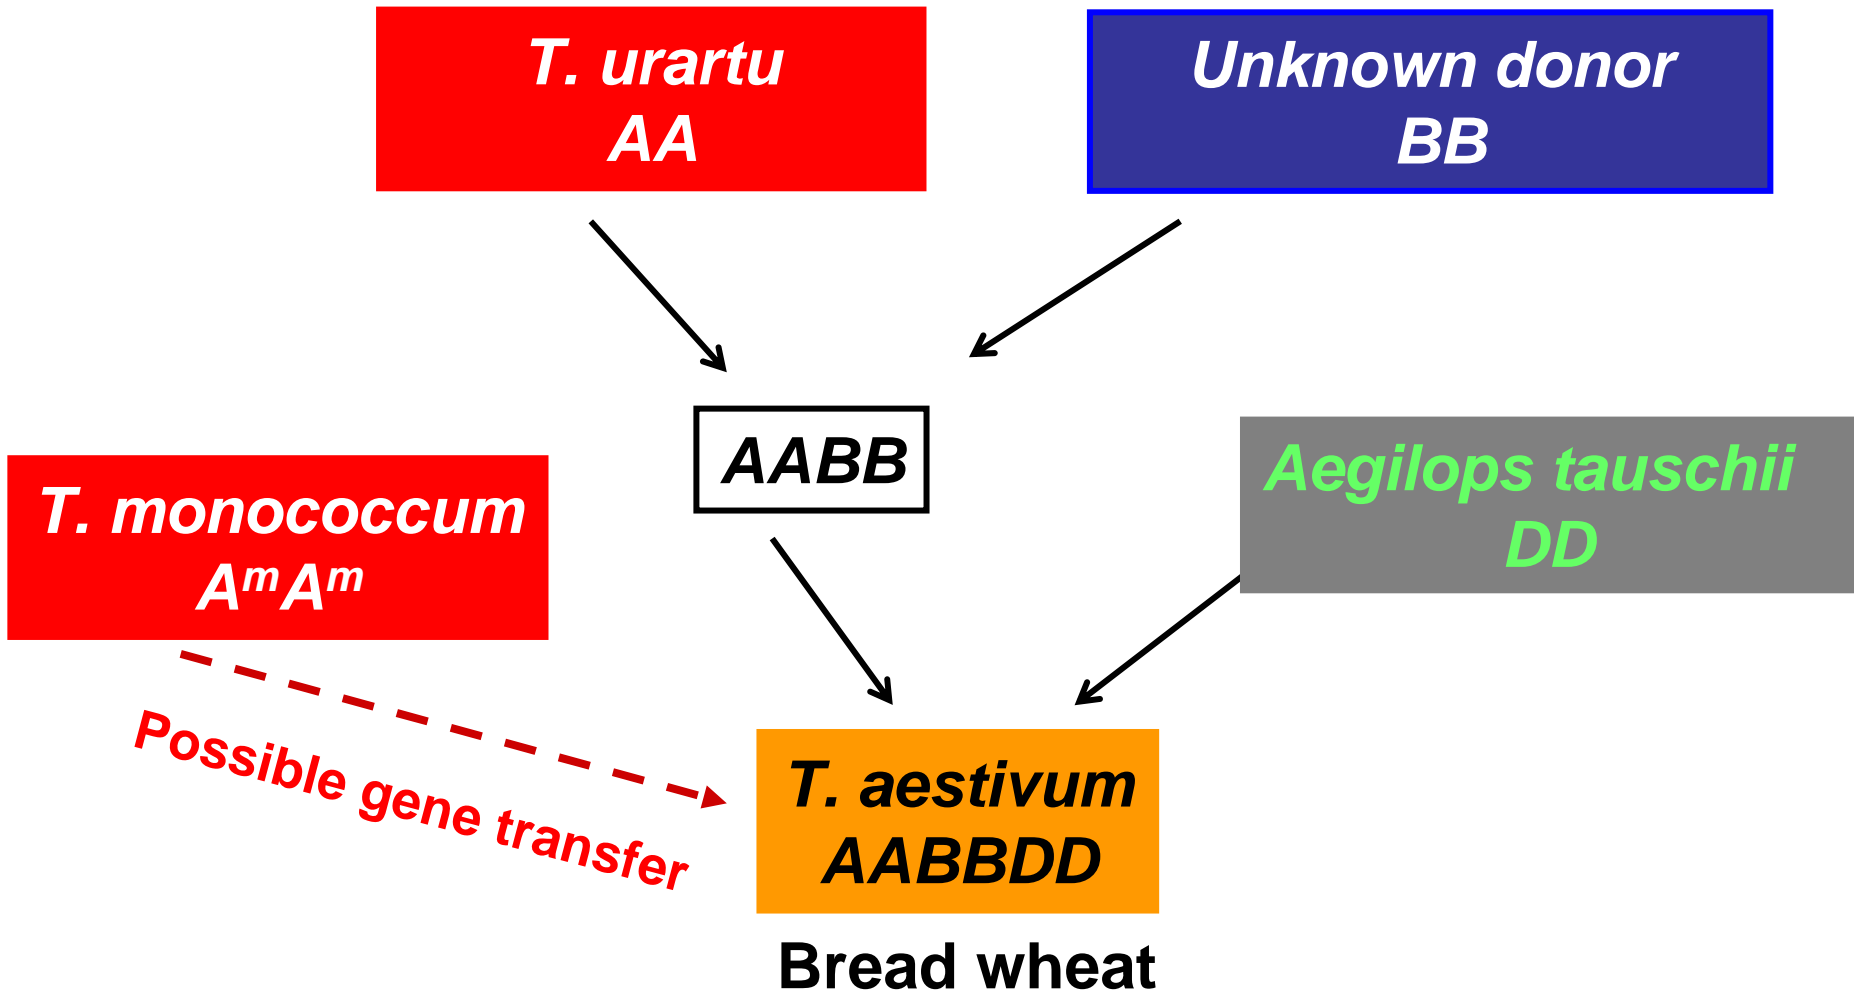 T. urartu
AA
Unknown donor
BB
AABB
Aegilops tauschii
DD
T. monococcum
AᵐAᵐ
Possible gene transfer
T. aestivum
AABBDD
Bread wheat